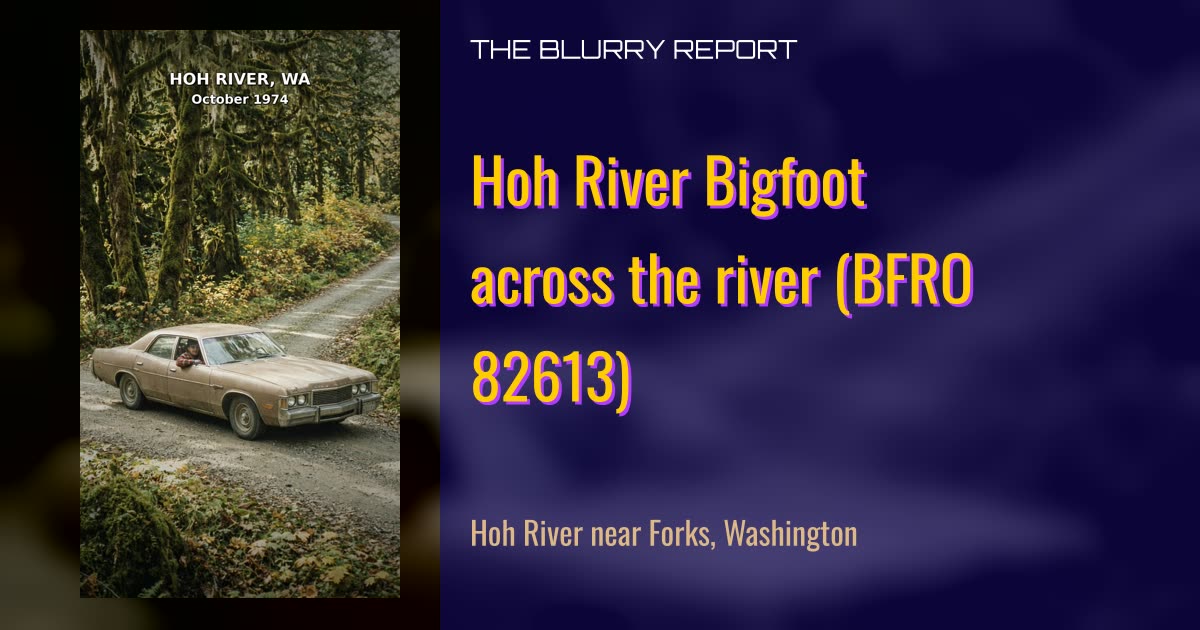 HOH RIVER, WA
October 1974
THE BLURRY REPORT
Hoh River Bigfoot
across the river (BFRO
82613)
Hoh River near Forks, Washington